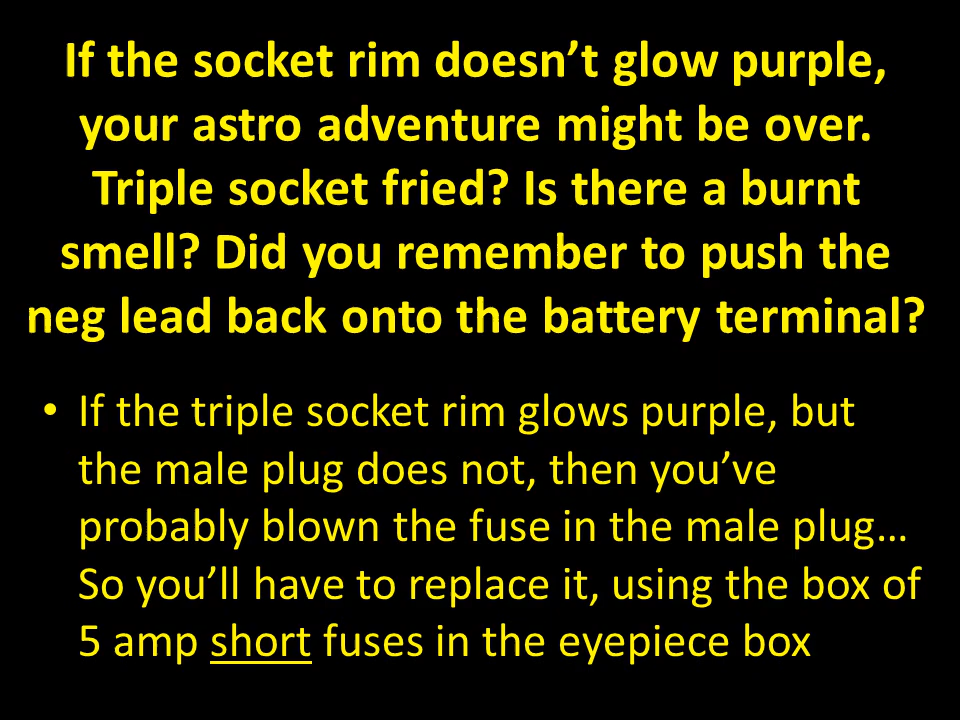 If the socket rim doesn’t glow purple,
your astro adventure might be over.
Triple socket fried? Is there a burnt
smell? Did you remember to push the
neg lead back onto the battery terminal?
• If the triple socket rim glows purple, but
the male plug does not, then you’ve
probably blown the fuse in the male plug…
So you’ll have to replace it, using the box of
5 amp short fuses in the eyepiece box